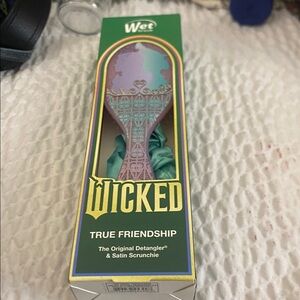 Wet
WICKED
TRUE FRIENDSHIP
The Original Detangler®
& Satin Scrunchie